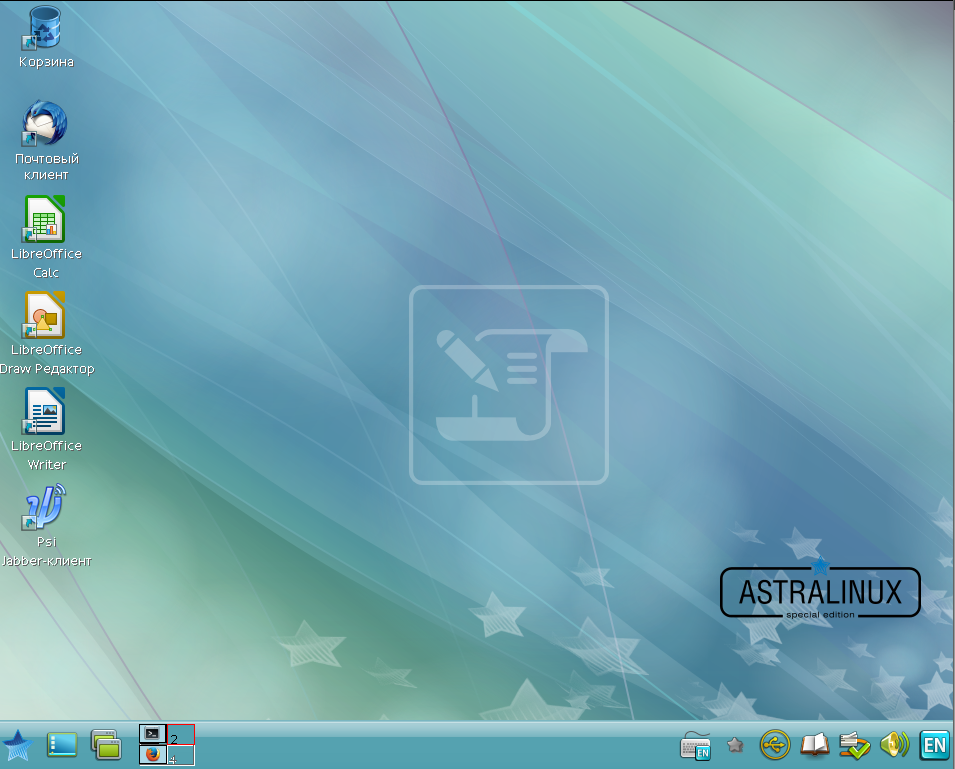 Корзина
Почтовый
клиент
LibreOffice
Calc
LibreOffice
Draw Редактор
LibreOffice
Writer
Psi
Jabber-клиент
ASTRALINUX
special edition
2
4
EN
EN